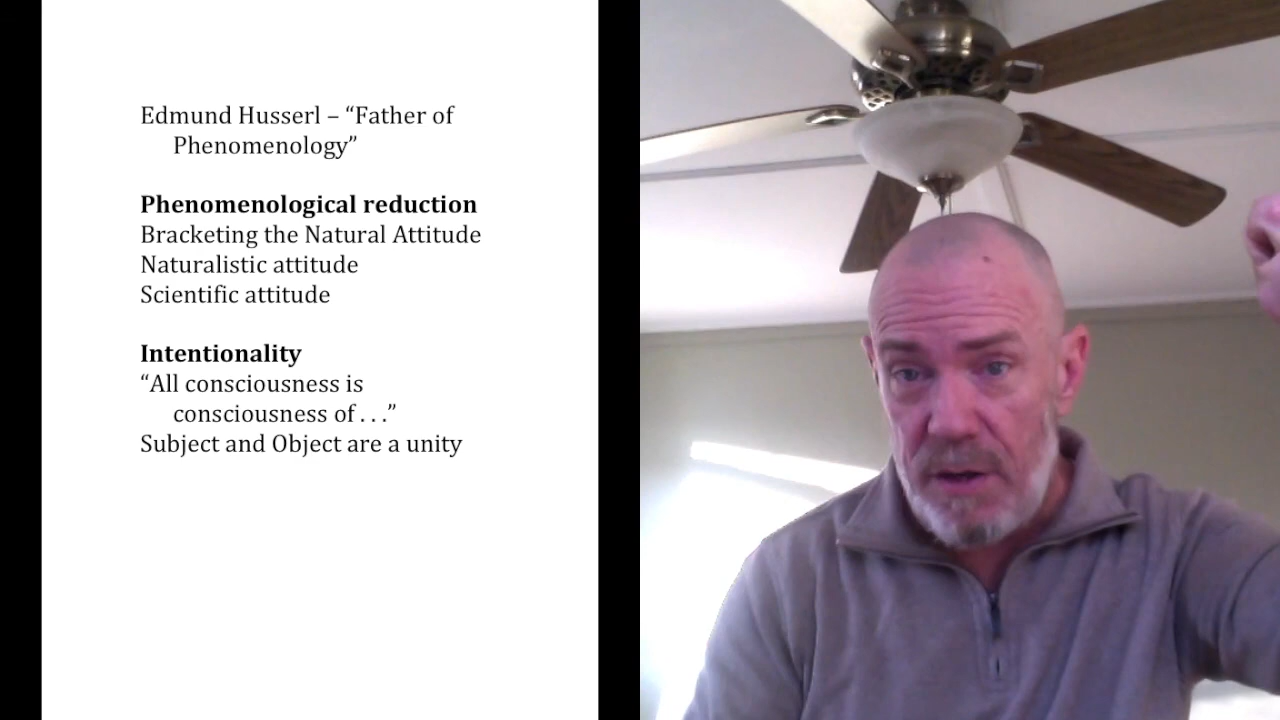 Edmund Husserl – “Father of
Phenomenology”
Phenomenological reduction
Bracketing the Natural Attitude
Naturalistic attitude
Scientific attitude
Intentionality
“All consciousness is
consciousness of . . .”
Subject and Object are a unity